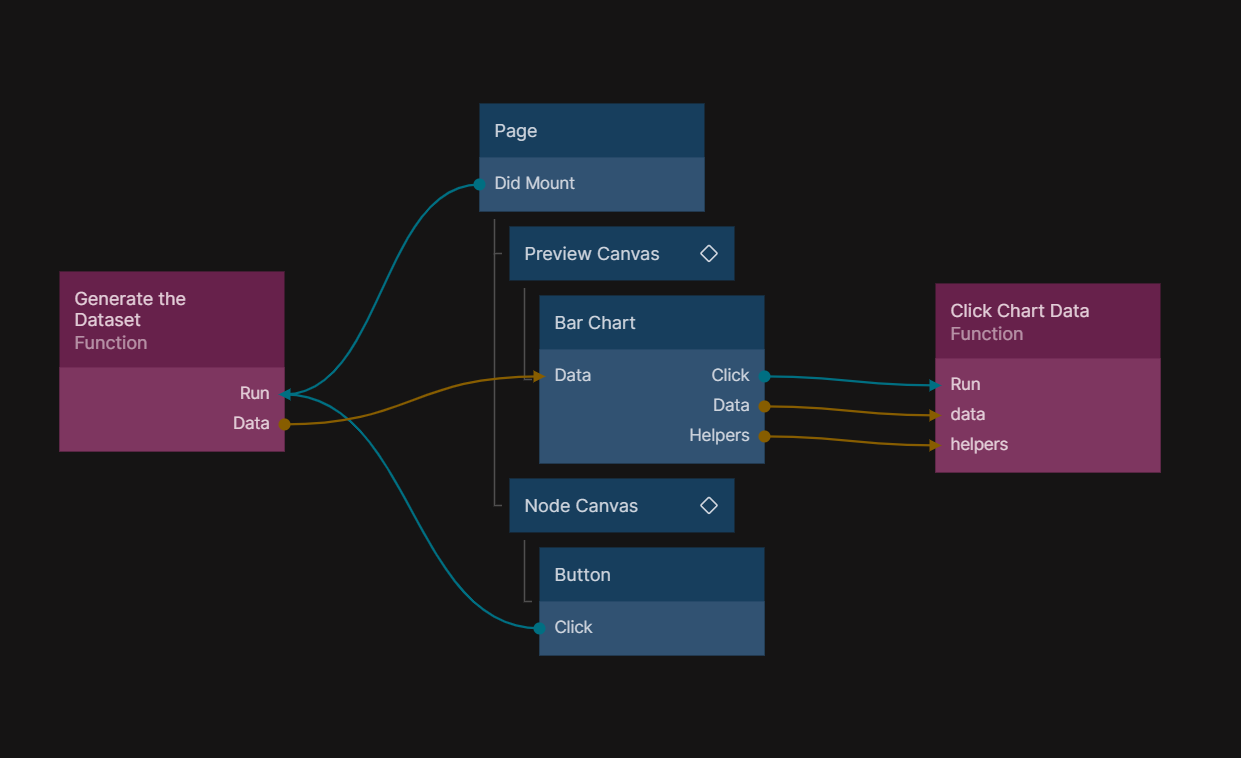 Page
Did Mount
Preview Canvas
Generate the
Dataset
Function
Run
Data
Bar Chart
Data
Click
Data
Helpers
Click Chart Data
Function
Run
data
helpers
Node Canvas
Button
Click